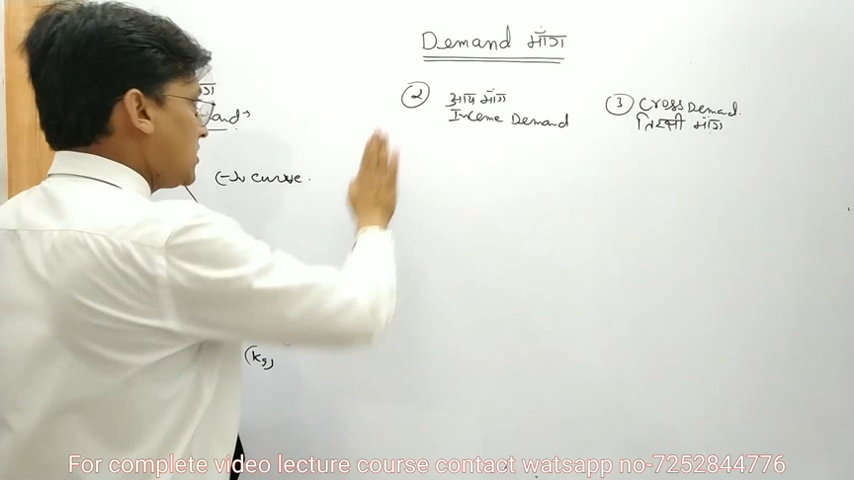 Demand माँग
② आय माँग
Income Demand
③ Cross Demad.
तिरछी माँग
(-)v curve.
(kg)
For complete video lecture course contact watsapp no-7252844776